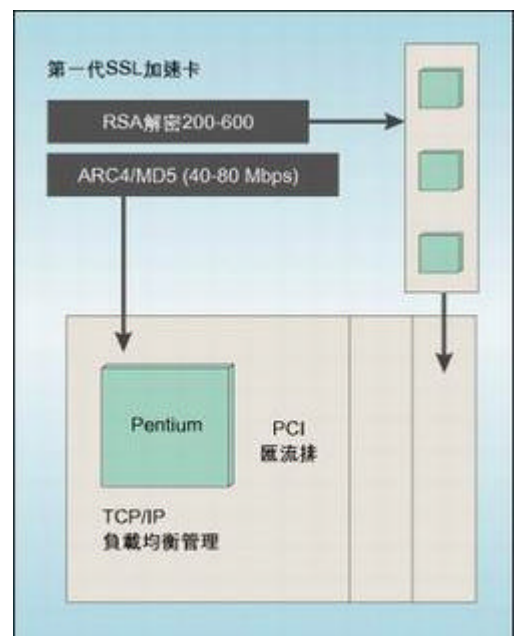 第一代SSL加速卡
RSA解密200-600
ARC4/MD5 (40-80 Mbps)
Pentium
PCI
匯流排
TCP/IP
負載均衡管理